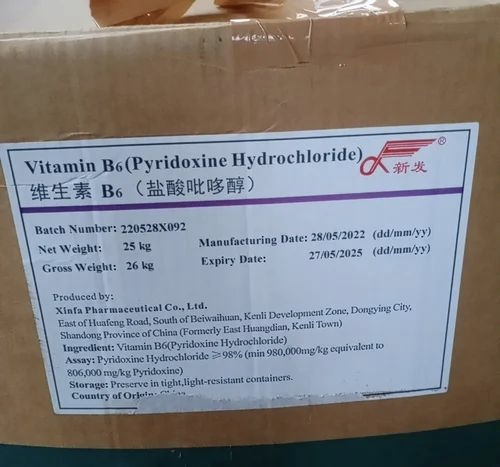 Vitamin B6(Pyridoxine Hydrochloride)
新发
维生素 B6（盐酸吡哆醇）
Batch Number: 220528X092
Net Weight: 25 kg
Gross Weight: 26 kg
Manufacturing Date: 28/05/2022 (dd/mm/yy)
Expiry Date: 27/05/2025 (dd/mm/yy)
Produced by:
Xinfa Pharmaceutical Co., Ltd.
East of Huafeng Road, South of Beiwaihuan, Kenli Development Zone, Dongying City,
Shandong Province of China (Formerly East Huangdian, Kenli Town)
Ingredient: Vitamin B6(Pyridoxine Hydrochloride)
Assay: Pyridoxine Hydrochloride ≥98% (min 980,000mg/kg equivalent to
806,000 mg/kg Pyridoxine)
Storage: Preserve in tight,light-resistant containers.
Country of Origin: China